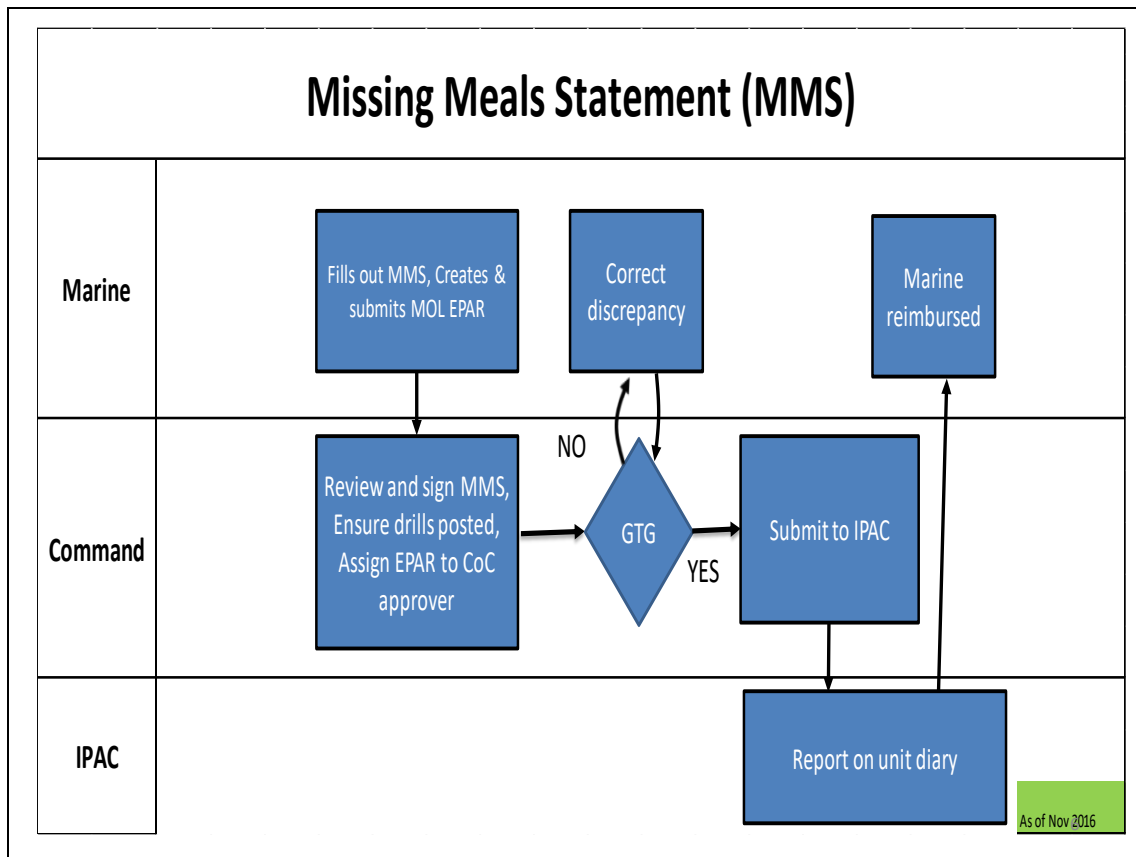 Missing Meals Statement (MMS)
Marine
Fills out MMS, Creates &
submits MOL EPAR
Correct
discrepancy
Marine
reimbursed
Command
Review and sign MMS,
Ensure drills posted,
Assign EPAR to CoC
approver
NO
GTG
YES
Submit to IPAC
IPAC
Report on unit diary
As of Nov 2016